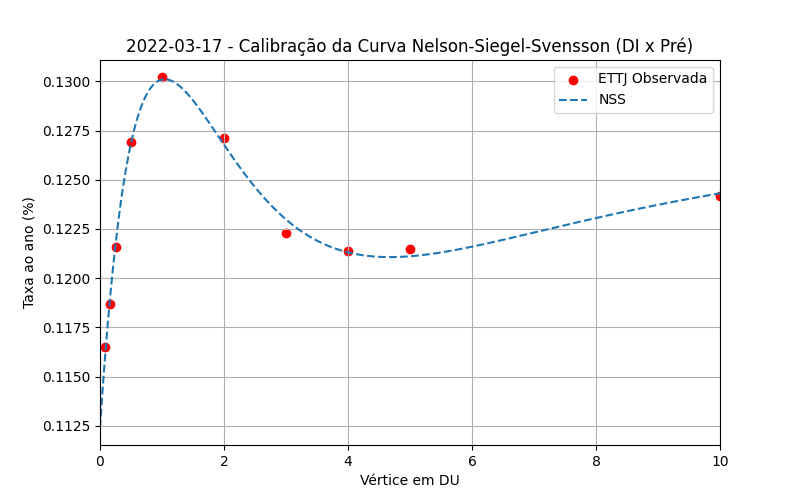 2022-03-17 - Calibração da Curva Nelson-Siegel-Svensson (DI x Pré)
ETTJ Observada
NSS
Taxa ao ano (%)
0.1300
0.1275
0.1250
0.1225
0.1200
0.1175
0.1150
0.1125
0 2 4 6 8 10
Vértice em DU